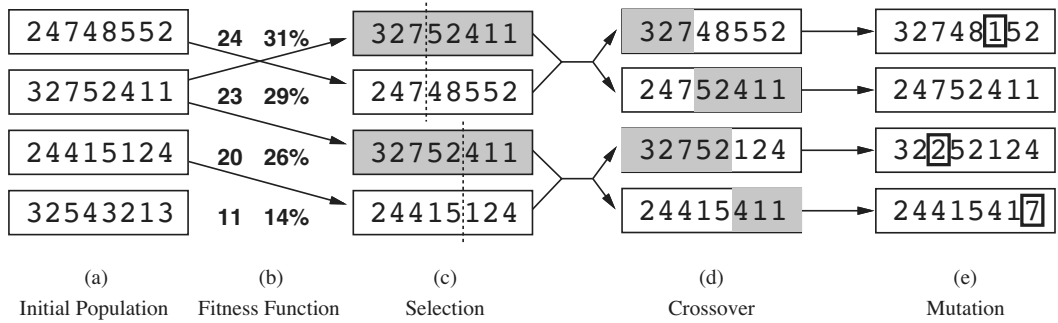 24748552 24 31% 32752411 32748552 32748152
32752411 23 29% 24748552 24752411 24752411
24415124 20 26% 32752411 32752124 32252124
32543213 11 14% 24415124 24415411 24415417
(a) (b) (c) (d) (e)
Initial Population Fitness Function Selection Crossover Mutation